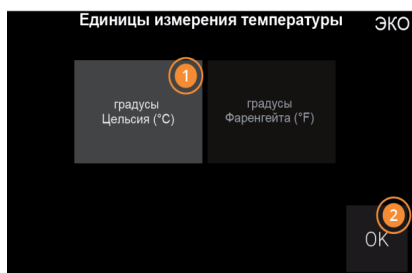 Единицы измерения температуры
ЭКО
1
градусы
Цельсия (°C)
градусы
Фаренгейта (°F)
2
OK